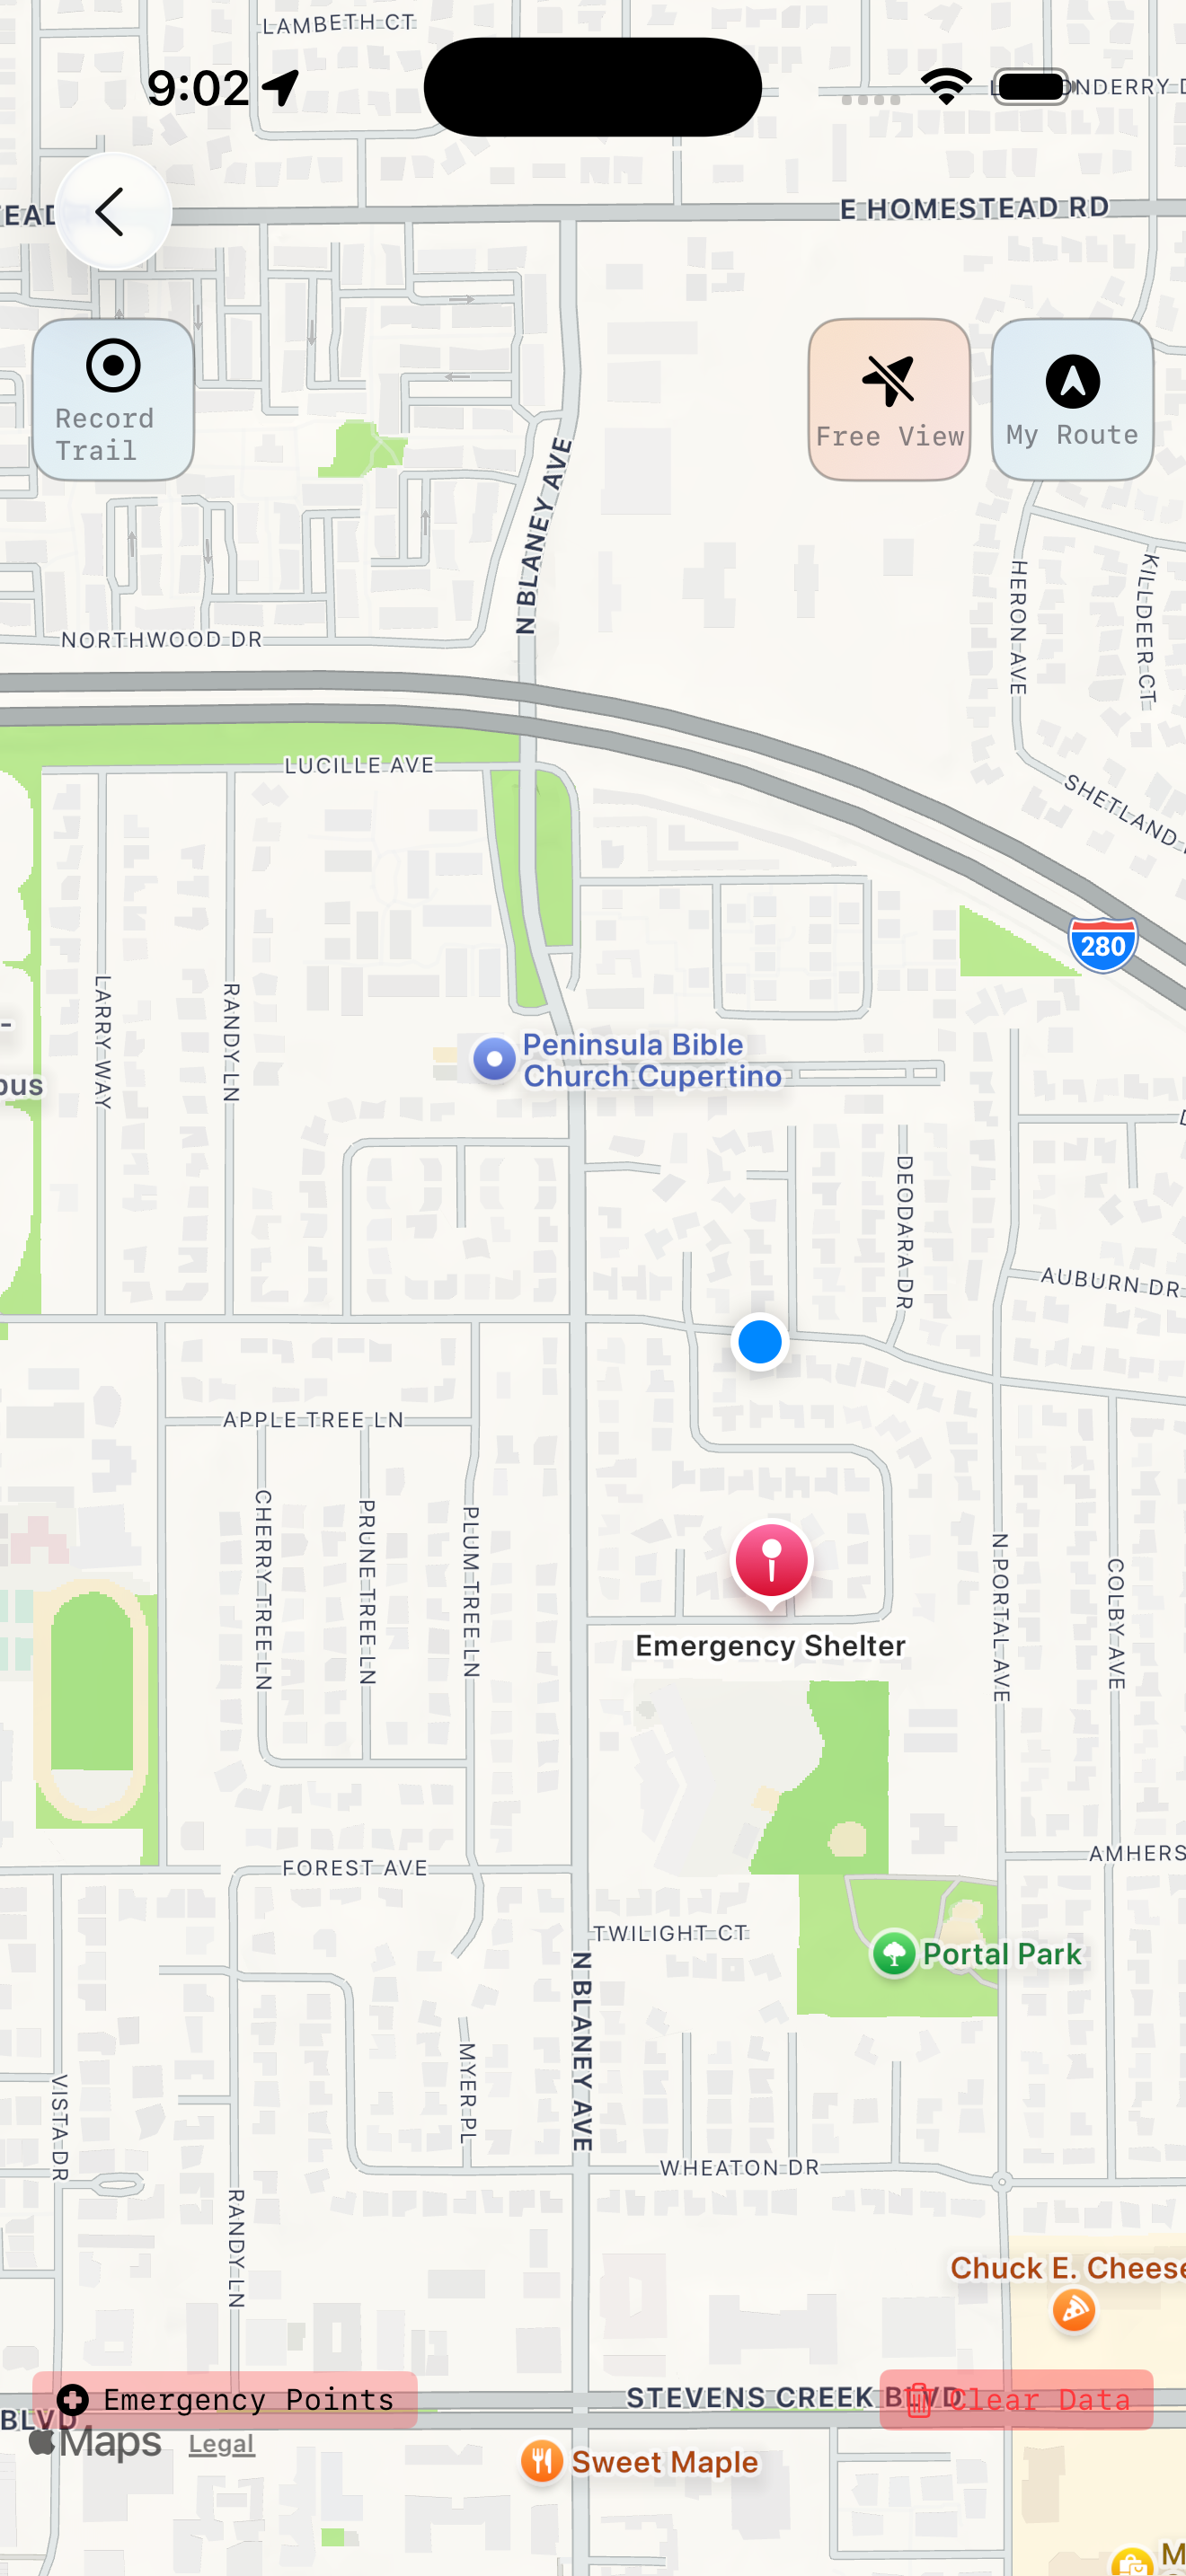 LAMBETH CT
9:02
ONDERRY D
EAD
E HOMESTEAD RD
Record
Trail
Free View
My Route
N BLANEY AVE
HERON AVE
KILLDEER CT
NORTHWOOD DR
LUCILLE AVE
SHETLAND
280
LARRY WAY
RANDY LN
Peninsula Bible
Church Cupertino
ous
DEODARA DR
AUBURN DR
APPLE TREE LN
CHERRY TREE LN
PRUNE TREE LN
PLUM TREE LN
N PORTAL AVE
COLBY AVE
Emergency Shelter
FOREST AVE
AMHERS
TWILIGHT CT
Portal Park
N BLANEY AVE
MYER PL
VISTA DR
WHEATON DR
RANDY LN
Chuck E. Cheese
Emergency Points
STEVENS CREEK BLVD
Clear Data
BLVD
Maps
Legal
Sweet Maple
M